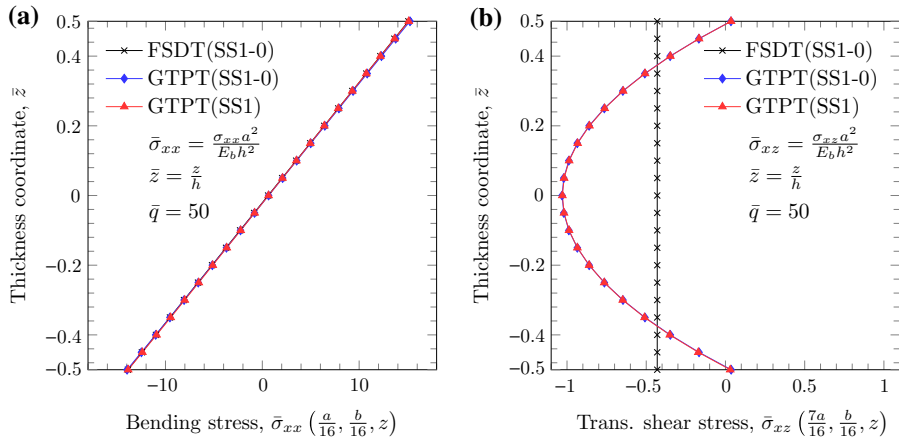 (a)
Thickness coordinate, z̄
0.5
0.4
0.2
0
−0.2
−0.4
−0.5
FSDT(SS1-0)
GTPT(SS1-0)
GTPT(SS1)
σ̄xx = σxx a² / Eb h²
z̄ = z/h
q̄ = 50
−10
0
10
Bending stress, σ̄xx (a/16, b/16, z)
(b)
Thickness coordinate, z̄
0.5
0.4
0.2
0
−0.2
−0.4
−0.5
FSDT(SS1-0)
GTPT(SS1-0)
GTPT(SS1)
σ̄xz = σxz a² / Eb h²
z̄ = z/h
q̄ = 50
−1
−0.5
0
0.5
1
Trans. shear stress, σ̄xz (7a/16, b/16, z)